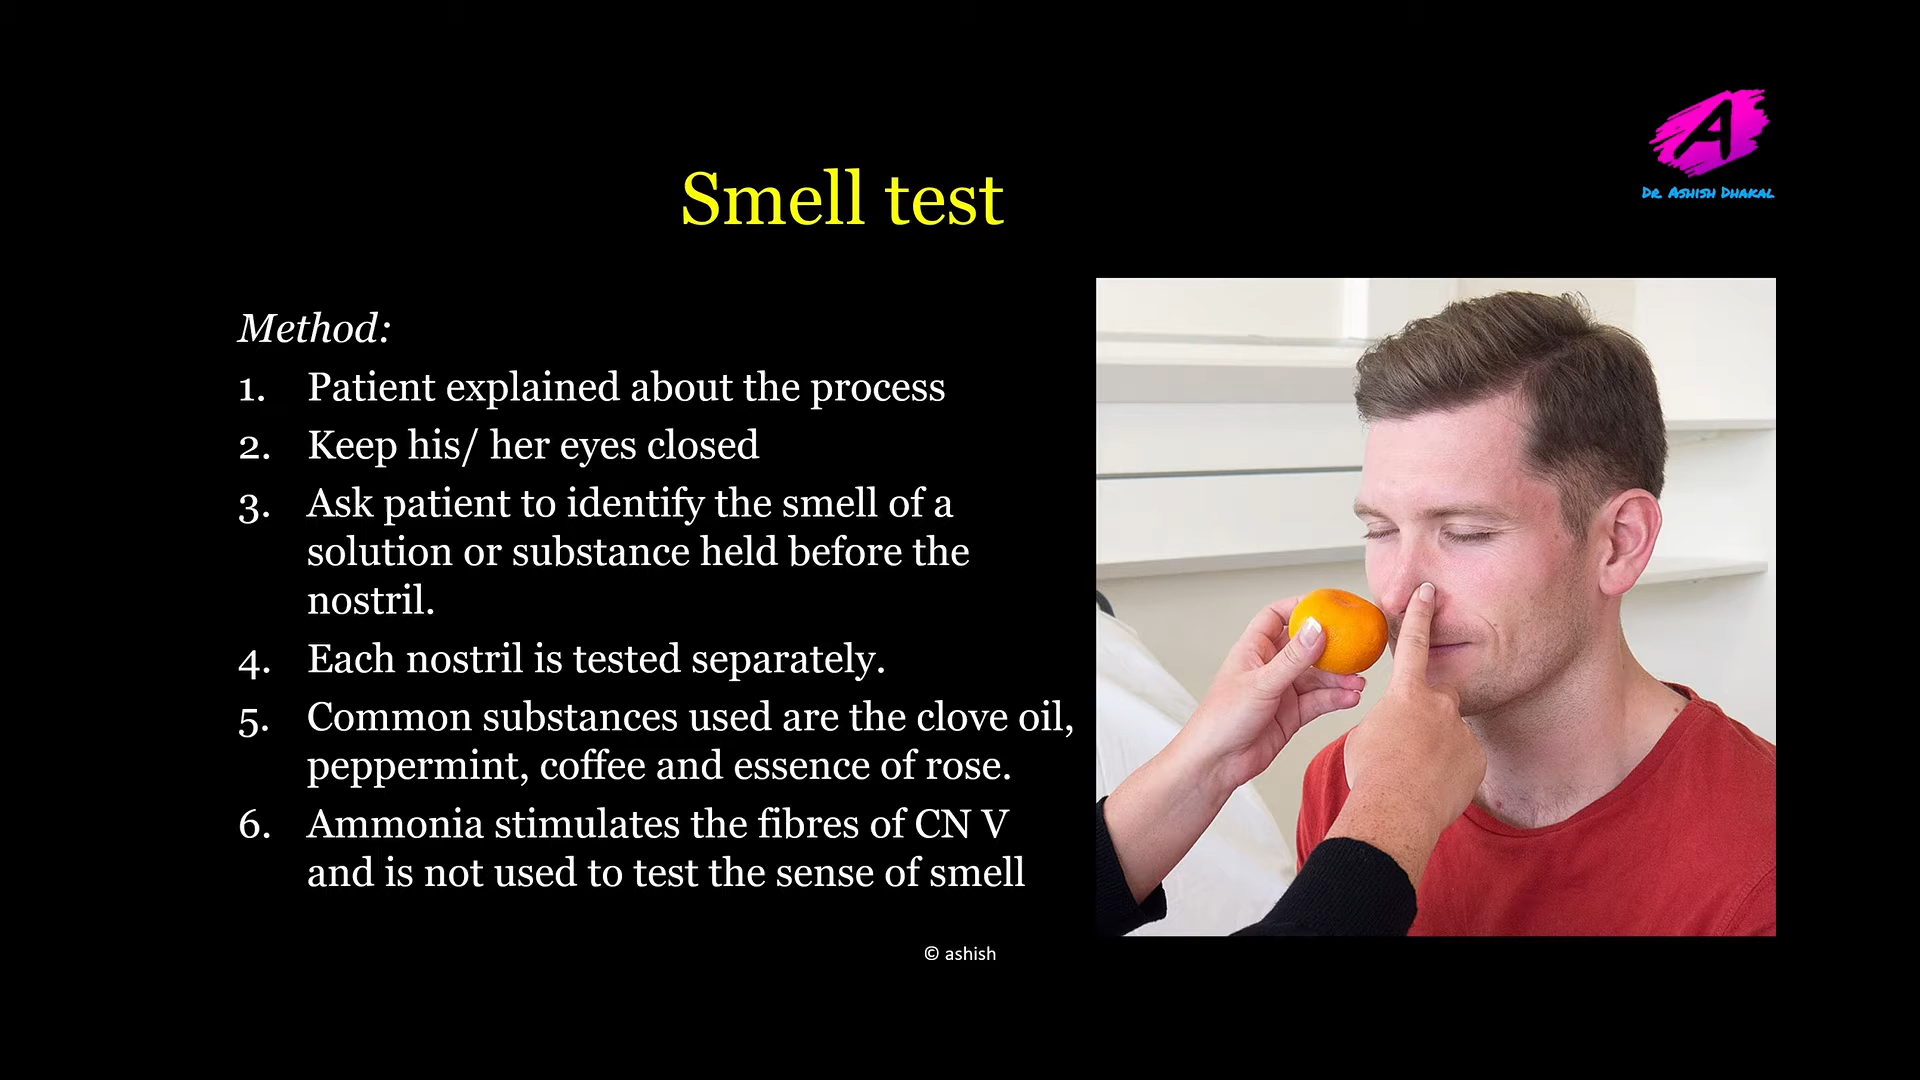 A
Dr. Ashish Dhakal
Smell test
Method:
1. Patient explained about the process
2. Keep his/ her eyes closed
3. Ask patient to identify the smell of a
solution or substance held before the
nostril.
4. Each nostril is tested separately.
5. Common substances used are the clove oil,
peppermint, coffee and essence of rose.
6. Ammonia stimulates the fibres of CN V
and is not used to test the sense of smell
© ashish